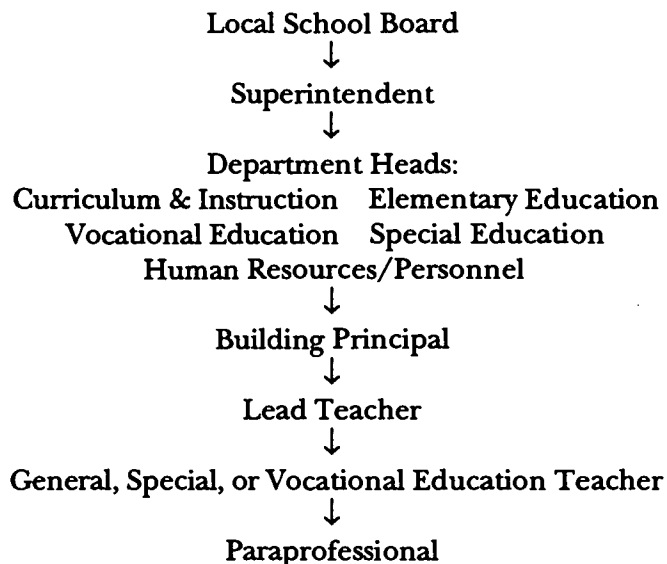 Local School Board
↓
Superintendent
↓
Department Heads:
Curriculum & Instruction Elementary Education
Vocational Education Special Education
Human Resources/Personnel
↓
Building Principal
↓
Lead Teacher
↓
General, Special, or Vocational Education Teacher
↓
Paraprofessional